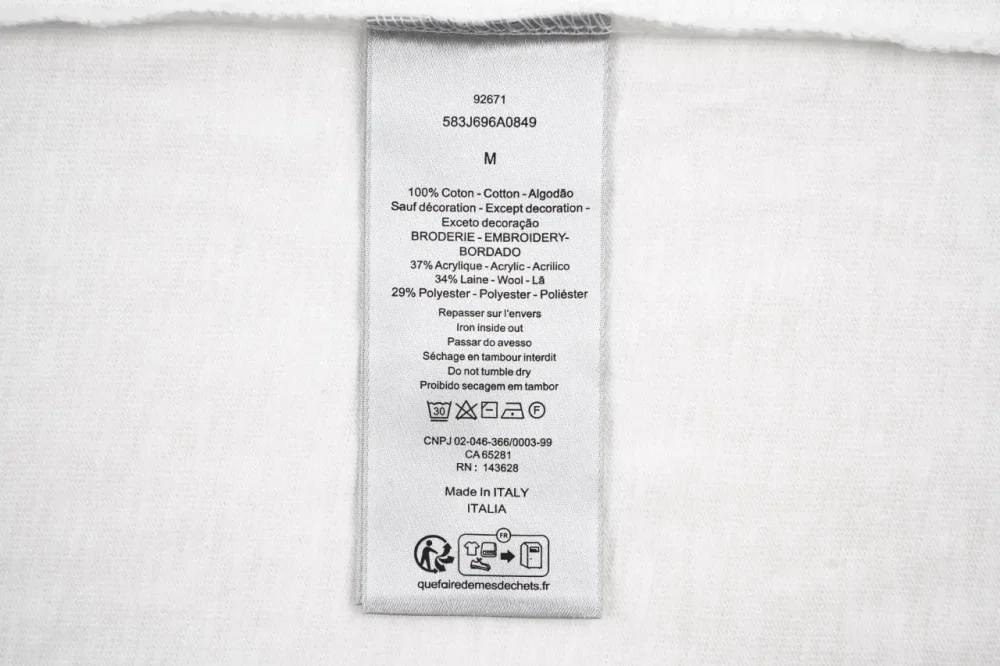 92671
583J696A0849
M
100% Coton - Cotton - Algodão
Sauf décoration - Except decoration -
Exceto decoração
BRODERIE - EMBROIDERY-
BORDADO
37% Acrylique - Acrylic - Acrilico
34% Laine - Wool - Lã
29% Polyester - Polyester - Poliéster
Repasser sur l'envers
Iron inside out
Passar do avesso
Séchage en tambour interdit
Do not tumble dry
Proibido secagem em tambor
30 F
CNPJ 02-046-366/0003-99
CA 65281
RN : 143628
Made In ITALY
ITALIA
FR
quefairedemesdechets.fr